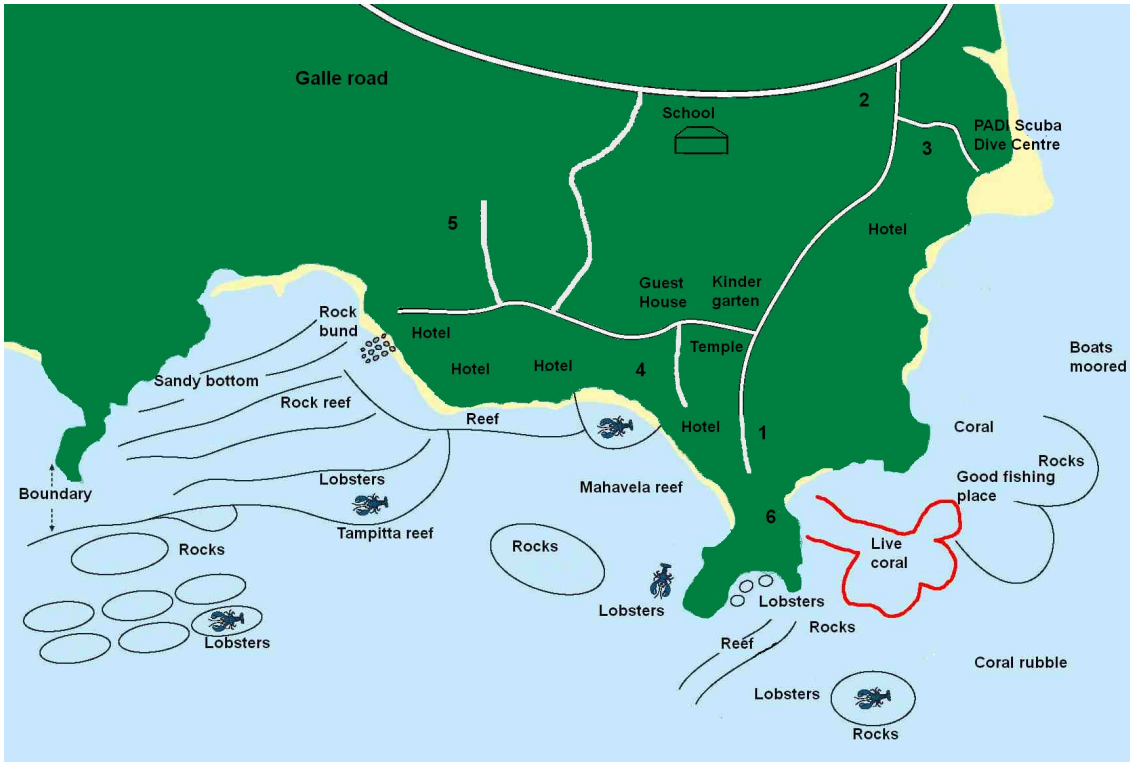 Galle road
2
School
PADI Scuba
Dive Centre
3
5
Hotel
Guest
House
Kinder
garten
Rock
bund
Hotel
Temple
Boats
moored
Hotel
Hotel
4
Sandy bottom
Rock reef
Reef
Hotel
1
Coral
Rocks
Good fishing
place
Lobsters
Mahavela reef
Boundary
6
Tampitta reef
Rocks
Rocks
Live
coral
Lobsters
Lobsters
Rocks
Lobsters
Reef
Coral rubble
Lobsters
Rocks